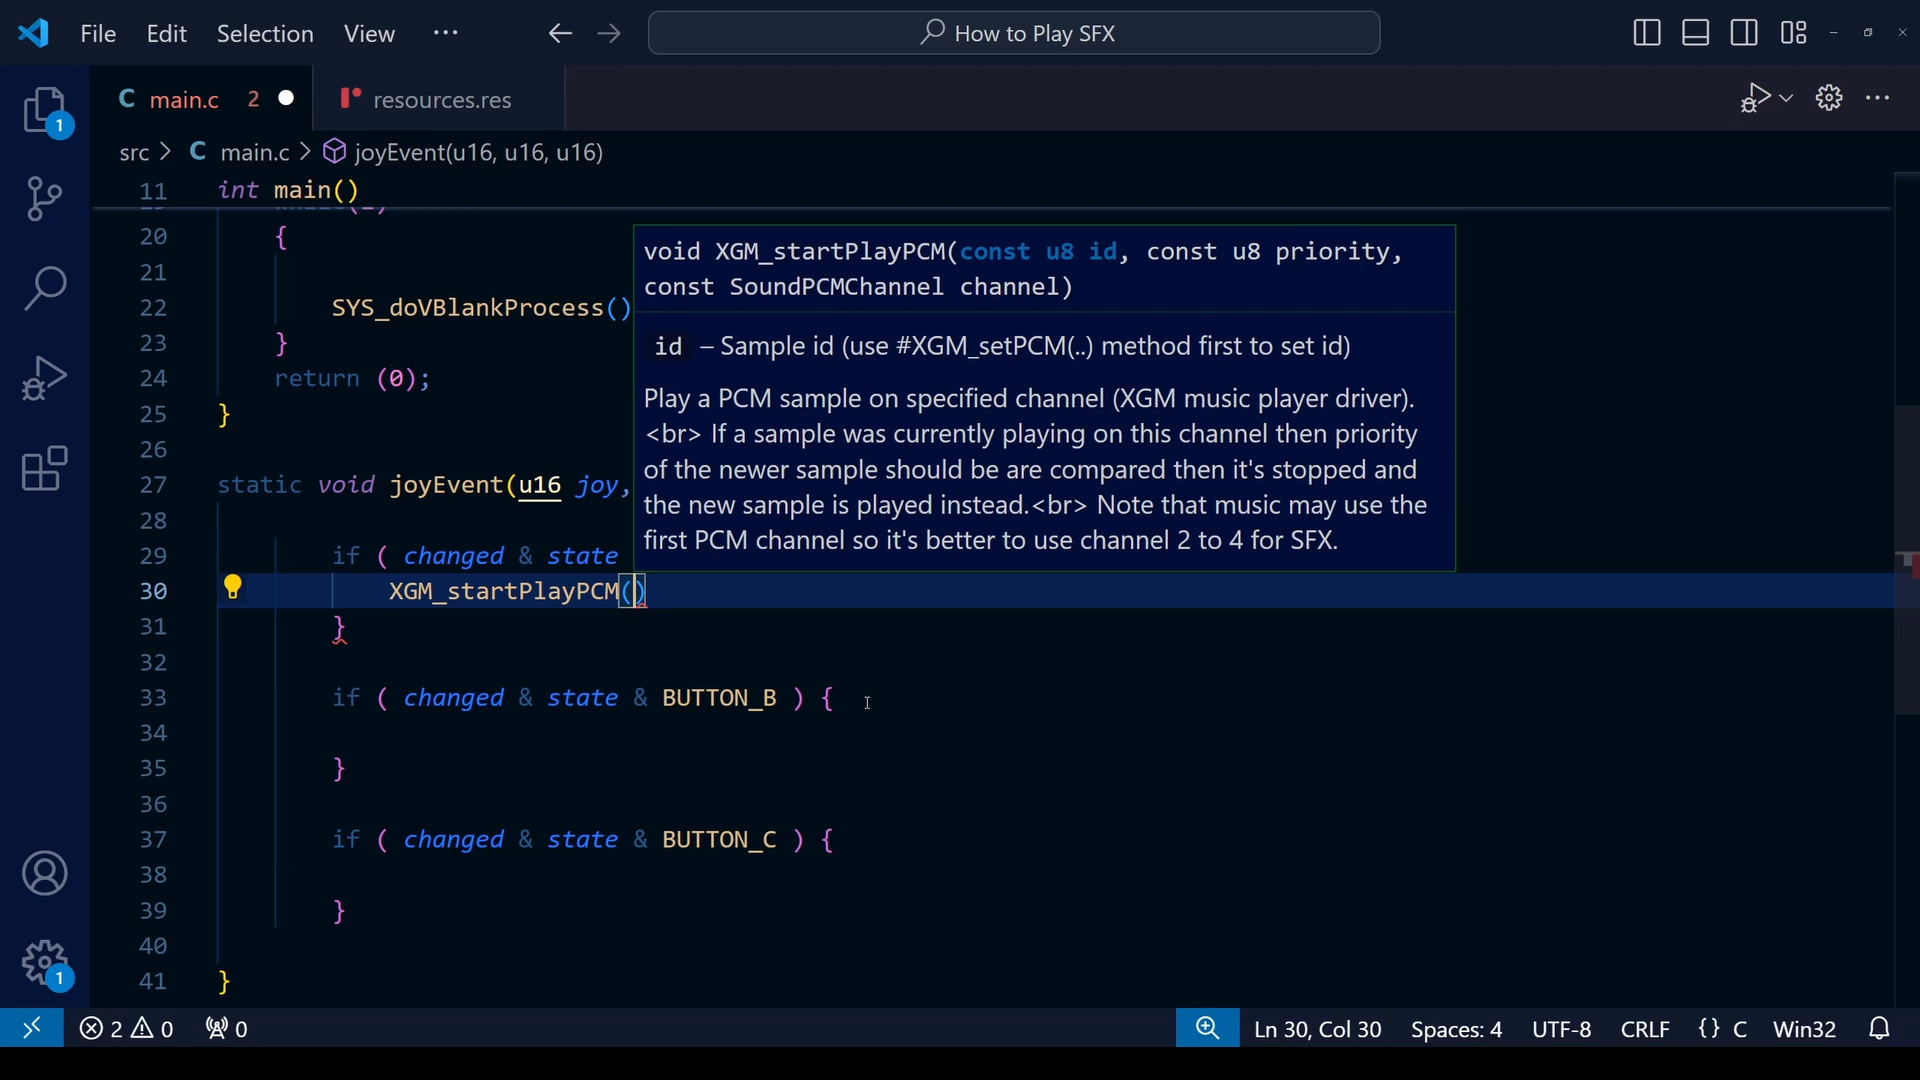 File Edit Selection View ··· How to Play SFX
C main.c 2 resources.res
src > C main.c > joyEvent(u16, u16, u16)
11 int main()
20 {
21
22 SYS_doVBlankProcess()
23 }
24 return (0);
25 }
26
27 static void joyEvent(u16 joy,
28
29 if ( changed & state
30 XGM_startPlayPCM()
31 }
32
33 if ( changed & state & BUTTON_B ) {
34
35 }
36
37 if ( changed & state & BUTTON_C ) {
38
39 }
40
41 }
void XGM_startPlayPCM(const u8 id, const u8 priority,
const SoundPCMChannel channel)
id – Sample id (use #XGM_setPCM(..) method first to set id)
Play a PCM sample on specified channel (XGM music player driver).
<br> If a sample was currently playing on this channel then priority
of the newer sample should be are compared then it's stopped and
the new sample is played instead.<br> Note that music may use the
first PCM channel so it's better to use channel 2 to 4 for SFX.
1
1
2 0 0 Ln 30, Col 30 Spaces: 4 UTF-8 CRLF {} C Win32